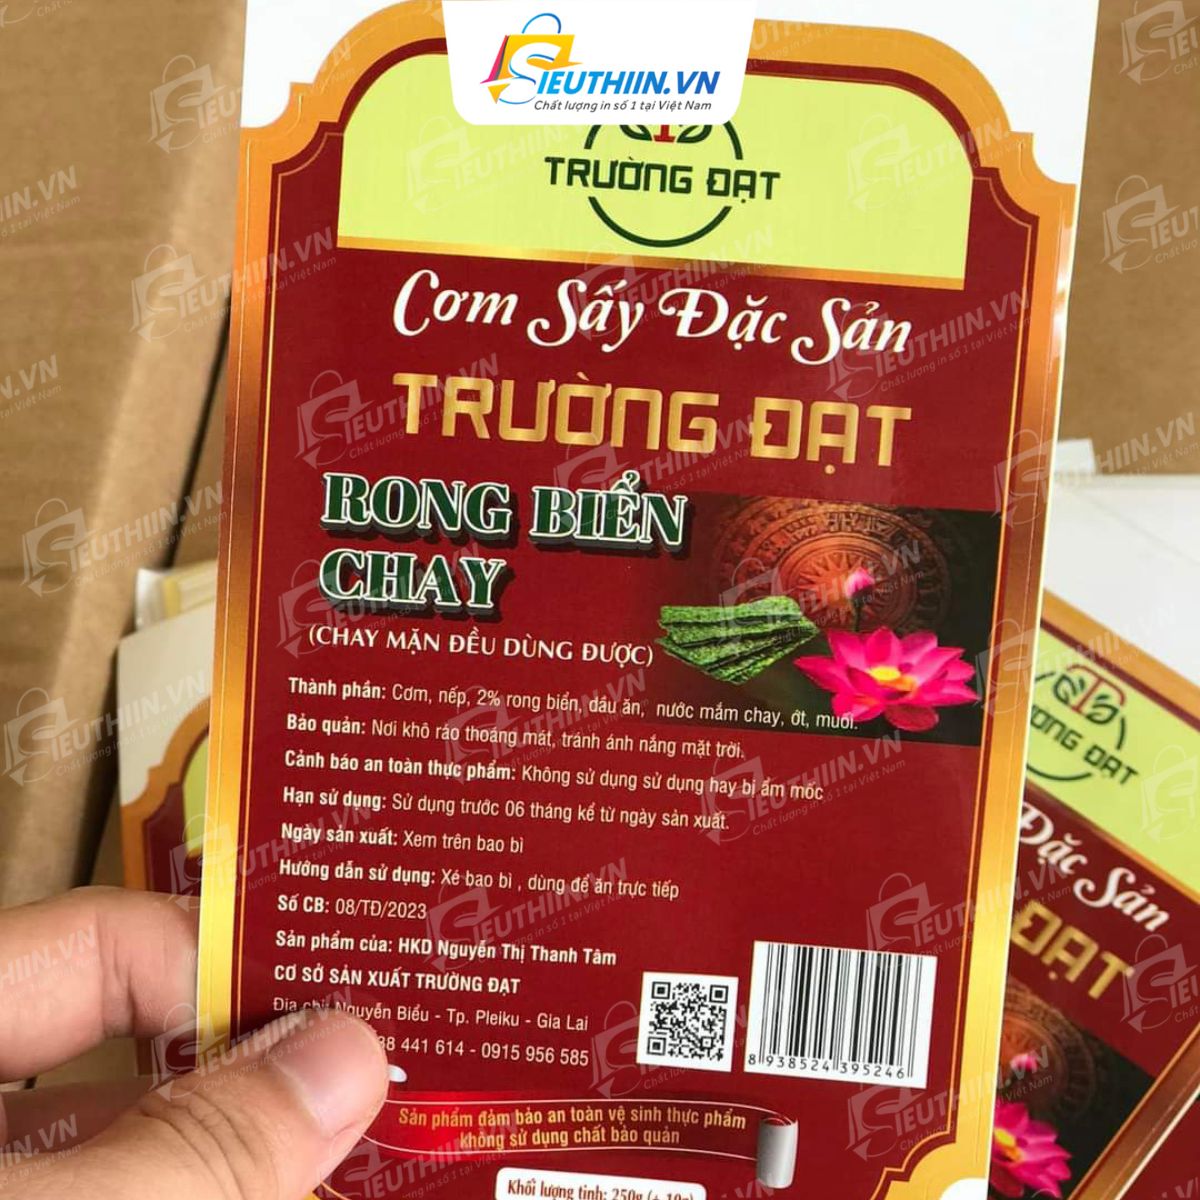 SIEUTHIIN.VN
Chất lượng in số 1 tại Việt Nam
TRƯỜNG ĐẠT
Cơm Sấy Đặc Sản
TRƯỜNG ĐẠT
RONG BIỂN
CHAY
(CHAY MẶN ĐỀU DÙNG ĐƯỢC)
Thành phần: Cơm, nếp, 2% rong biển, dầu ăn, nước mắm chay, ớt, muối.
Bảo quản: Nơi khô ráo thoáng mát, tránh ánh nắng mặt trời.
Cảnh báo an toàn thực phẩm: Không sử dụng sử dụng hay bị ẩm mốc
Hạn sử dụng: Sử dụng trước 06 tháng kể từ ngày sản xuất.
Ngày sản xuất: Xem trên bao bì
Hướng dẫn sử dụng: Xé bao bì , dùng để ăn trực tiếp
Số CB: 08/TĐ/2023
Sản phẩm của: HKD Nguyễn Thị Thanh Tâm
CƠ SỞ SẢN XUẤT TRƯỜNG ĐẠT
Địa chỉ: Nguyễn Biểu - Tp. Pleiku - Gia Lai
38 441 614 - 0915 956 585
8 938524 395246
Sản phẩm đảm bảo an toàn vệ sinh thực phẩm
không sử dụng chất bảo quản
Khối lượng tịnh: 250g (± 10g)
ƯỜNG ĐẠT
Đặc Sản
ĐẠT